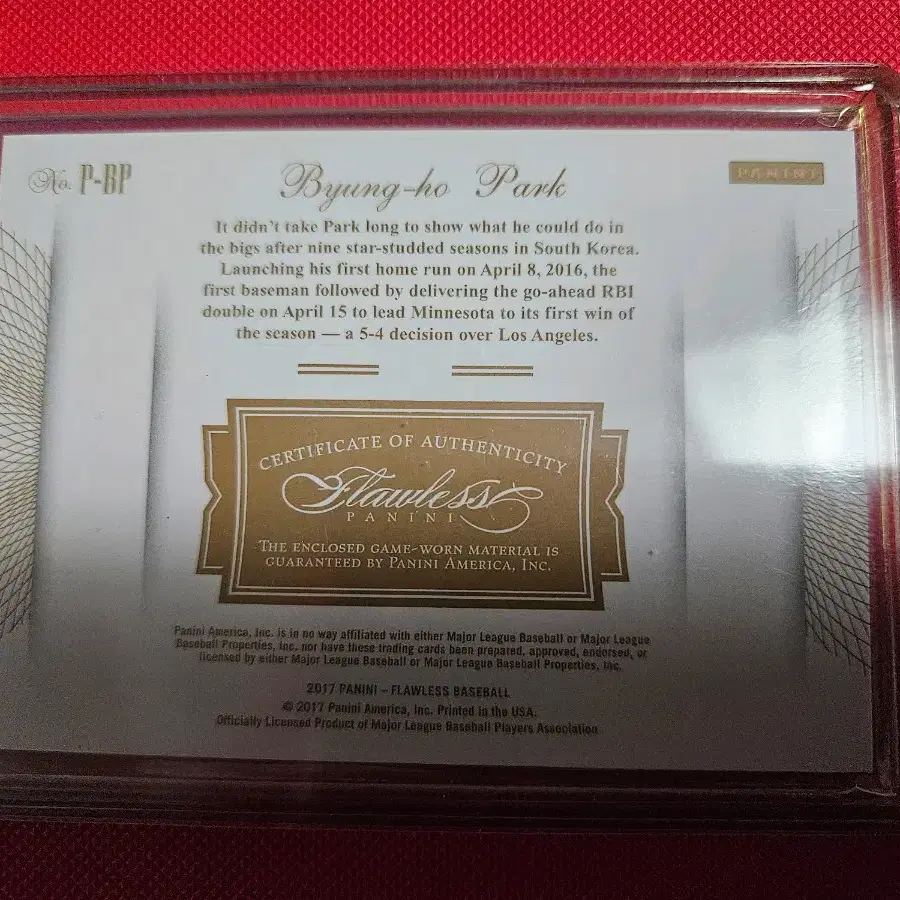 No. P-BP
Byung-ho Park
PANINI
It didn't take Park long to show what he could do in
the bigs after nine star-studded seasons in South Korea.
Launching his first home run on April 8, 2016, the
first baseman followed by delivering the go-ahead RBI
double on April 15 to lead Minnesota to its first win of
the season — a 5-4 decision over Los Angeles.
CERTIFICATE OF AUTHENTICITY
Flawless
PANINI
THE ENCLOSED GAME-WORN MATERIAL IS
GUARANTEED BY PANINI AMERICA, INC.
Panini America, Inc. is in no way affiliated with either Major League Baseball or Major League
Baseball Properties, Inc. nor have these trading cards been prepared, approved, endorsed, or
licensed by either Major League Baseball or Major League Baseball Properties, Inc.
2017 PANINI – FLAWLESS BASEBALL
© 2017 Panini America, Inc. Printed in the USA.
Officially Licensed Product of Major League Baseball Players Association